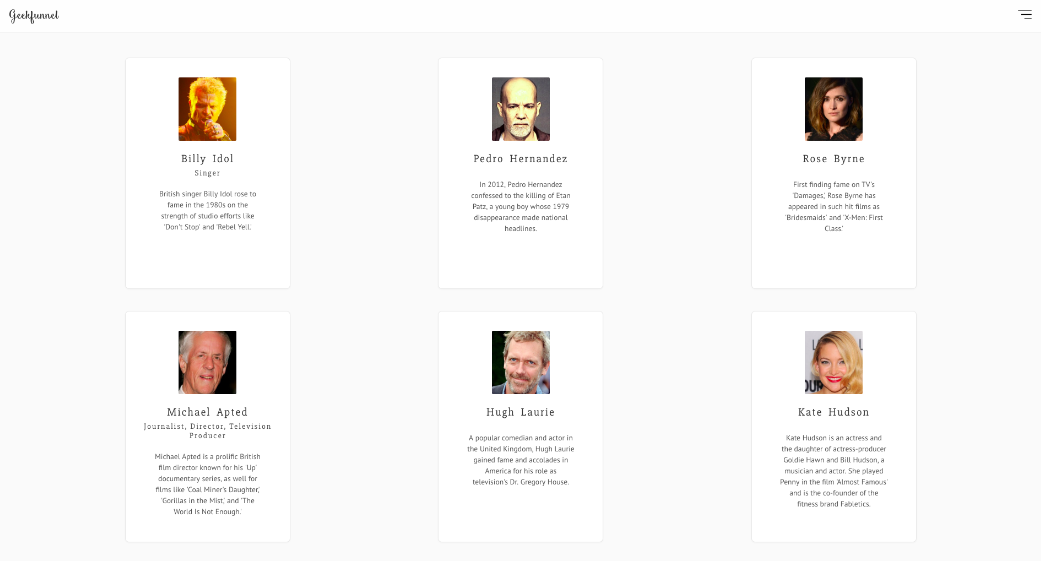 Geekfunnel
Billy Idol
Singer
British singer Billy Idol rose to
fame in the 1980s on the
strength of studio efforts like
'Don't Stop' and 'Rebel Yell.'
Pedro Hernandez
In 2012, Pedro Hernandez
confessed to the killing of Etan
Patz, a young boy whose 1979
disappearance made national
headlines.
Rose Byrne
First finding fame on TV's
'Damages,' Rose Byrne has
appeared in such hit films as
'Bridesmaids' and 'X-Men: First
Class.'
Michael Apted
Journalist, Director, Television
Producer
Michael Apted is a prolific British
film director known for his 'Up'
documentary series, as well for
films like 'Coal Miner's Daughter,'
'Gorillas in the Mist,' and 'The
World Is Not Enough.'
Hugh Laurie
A popular comedian and actor in
the United Kingdom, Hugh Laurie
gained fame and accolades in
America for his role as
television's Dr. Gregory House.
Kate Hudson
Kate Hudson is an actress and
the daughter of actress-producer
Goldie Hawn and Bill Hudson, a
musician and actor. She played
Penny in the film 'Almost Famous'
and is the co-founder of the
fitness brand Fabletics.